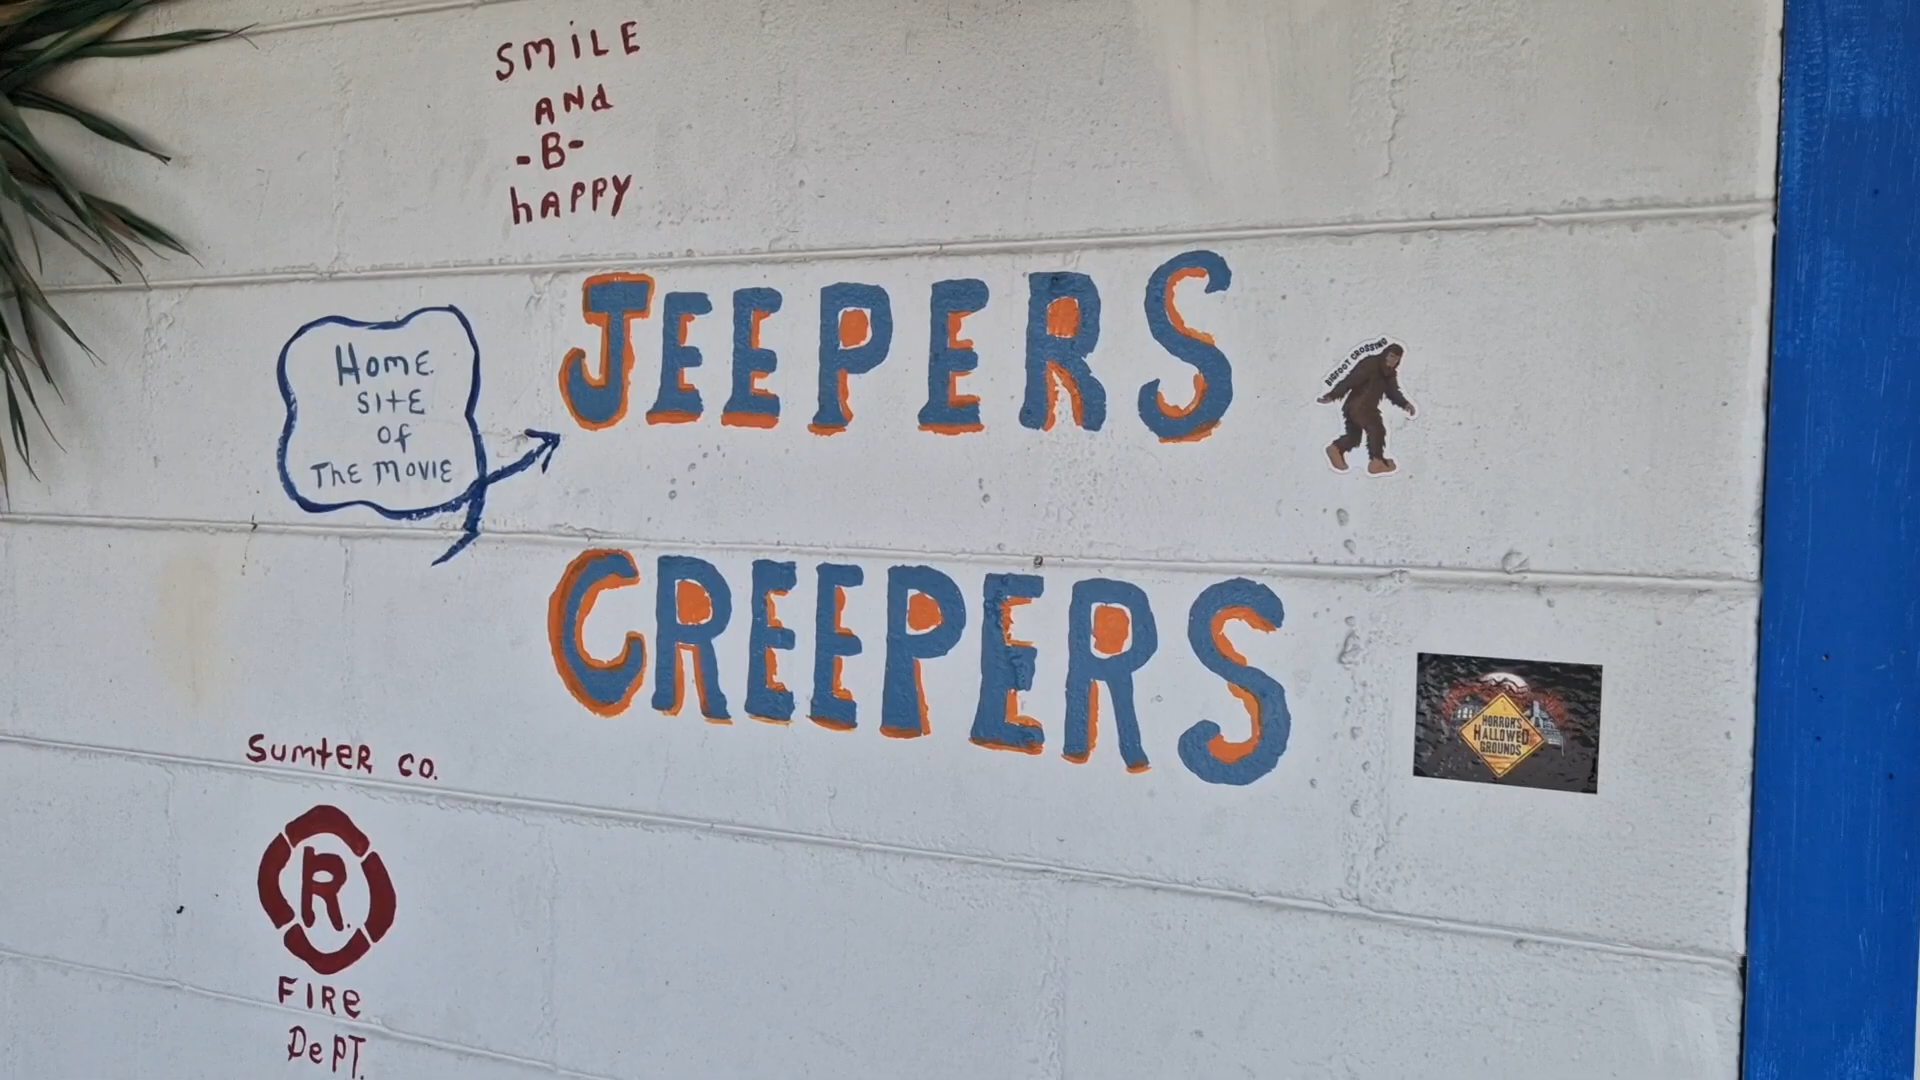 SMiLE
ANd
-B-
hAPPY
HomE.
SitE
of
ThE MOVIE
JEEPERS
BIGFOOT CROSSING
CREEPERS
HORROR'S
HALLOWED
GROUNDS
SumtER CO.
R.
FIRe
DePT.